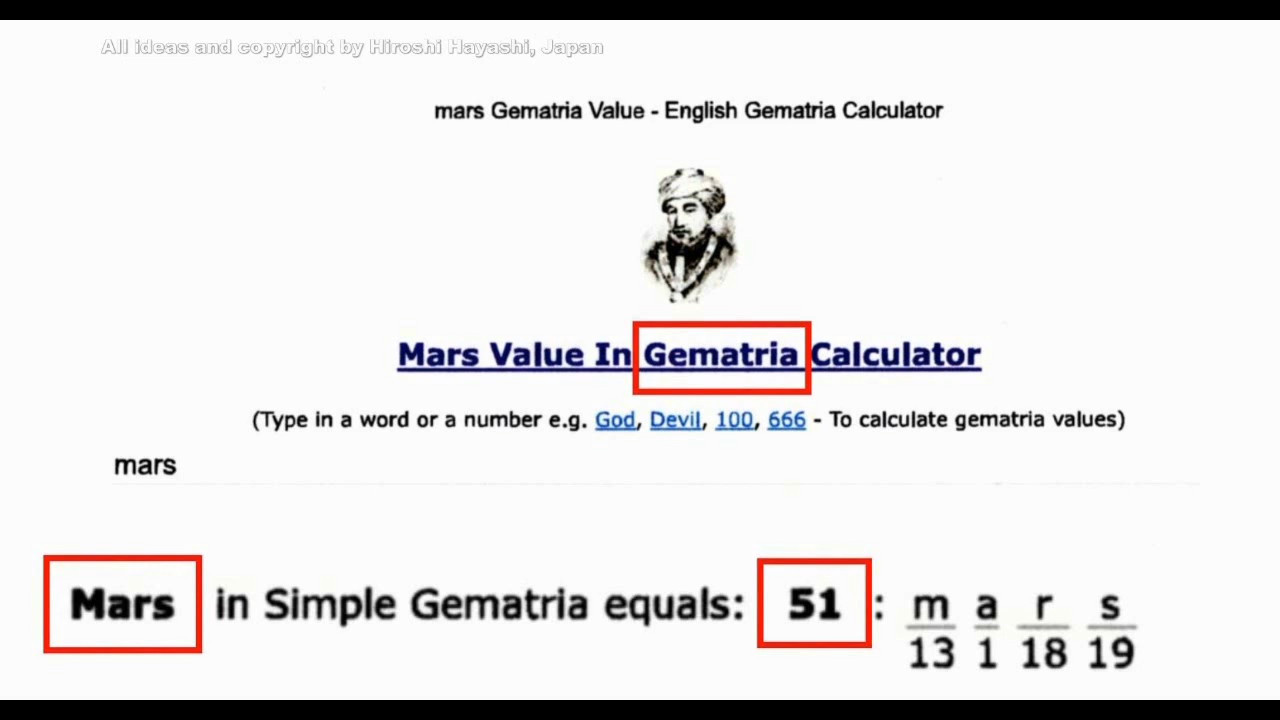 All ideas and copyright by Hiroshi Hayashi, Japan
mars Gematria Value - English Gematria Calculator
Mars Value In Gematria Calculator
(Type in a word or a number e.g. God, Devil, 100, 666 - To calculate gematria values)
mars
Mars in Simple Gematria equals: 51 : m a r s
13 1 18 19